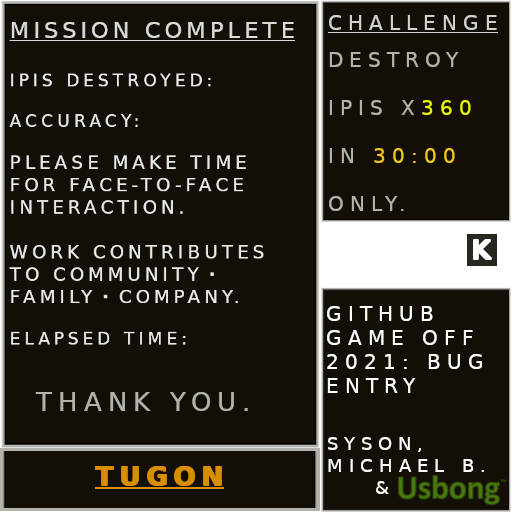 MISSION COMPLETE
IPIS DESTROYED:
ACCURACY:
PLEASE MAKE TIME
FOR FACE-TO-FACE
INTERACTION.
WORK CONTRIBUTES
TO COMMUNITY ·
FAMILY · COMPANY.
ELAPSED TIME:
THANK YOU.
TUGON
CHALLENGE
DESTROY
IPIS X360
IN 30:00
ONLY.
K
GITHUB
GAME OFF
2021: BUG
ENTRY
SYSON,
MICHAEL B.
& Usbong™